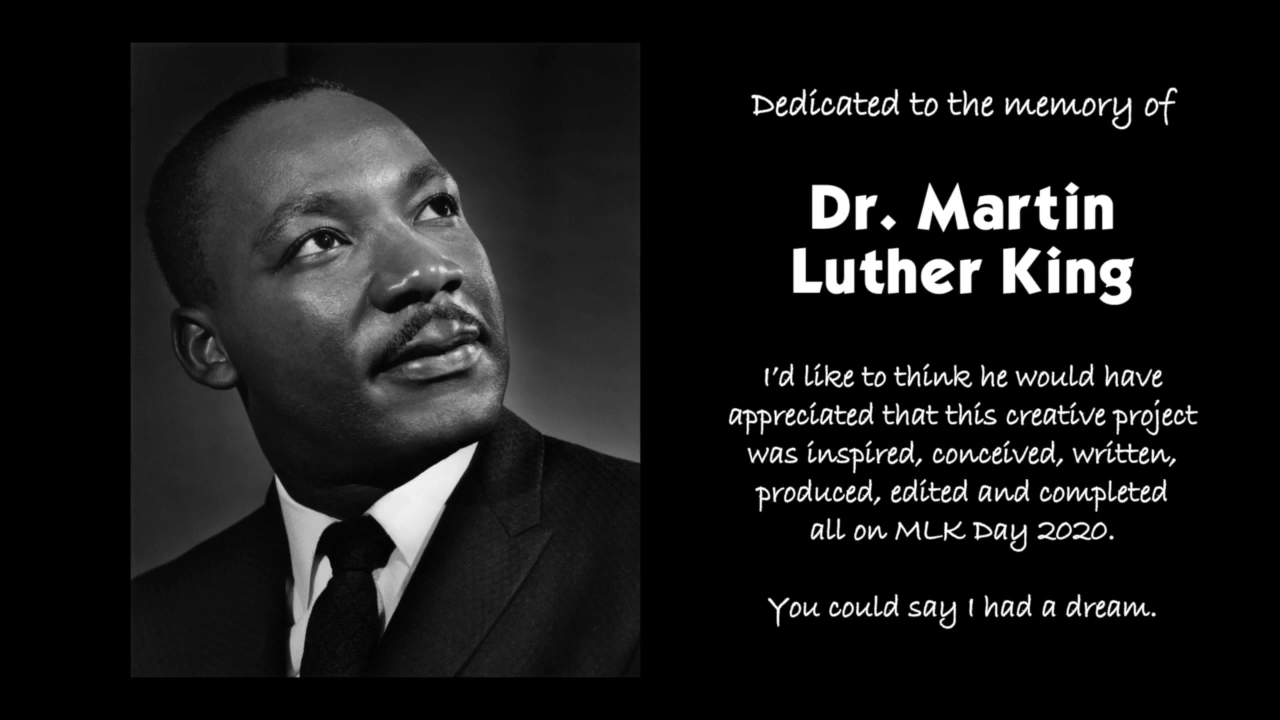 Dedicated to the memory of
Dr. Martin
Luther King
I'd like to think he would have
appreciated that this creative project
was inspired, conceived, written,
produced, edited and completed
all on MLK Day 2020.
You could say I had a dream.